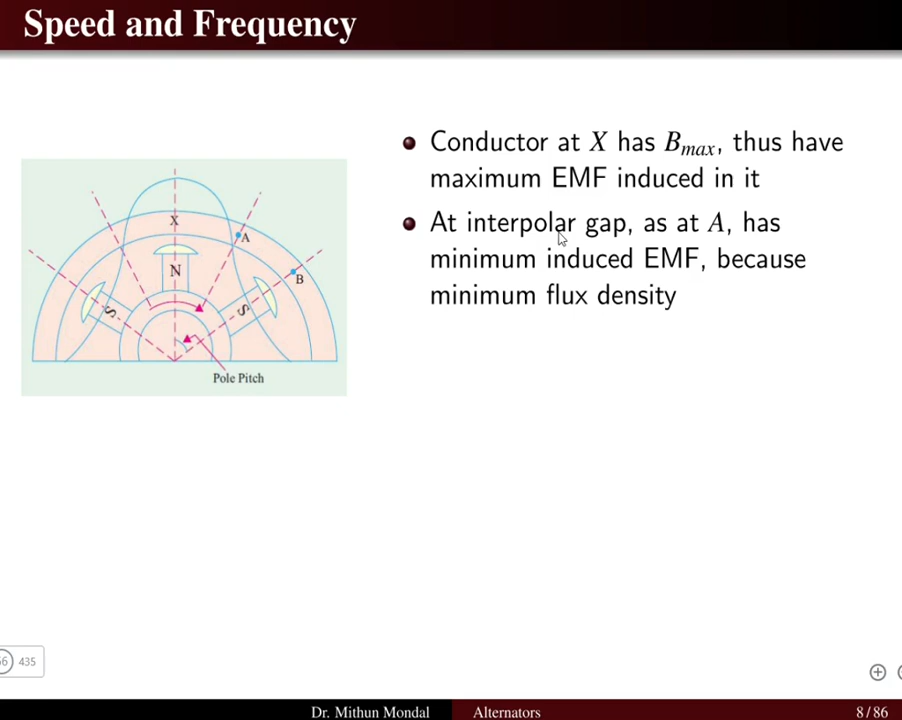 Speed and Frequency
Conductor at X has Bmax, thus have
maximum EMF induced in it
At interpolar gap, as at A, has
minimum induced EMF, because
minimum flux density
X
A
N
B
S
S
Pole Pitch
435
Dr. Mithun Mondal
Alternators
8 / 86